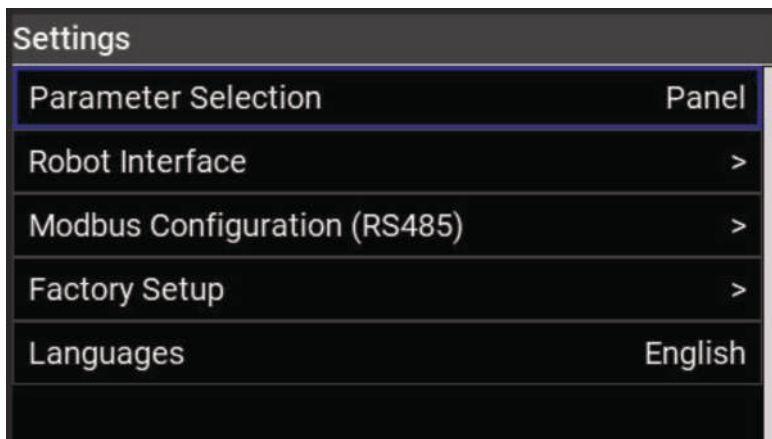 Settings
Parameter Selection Panel
Robot Interface >
Modbus Configuration (RS485) >
Factory Setup >
Languages English